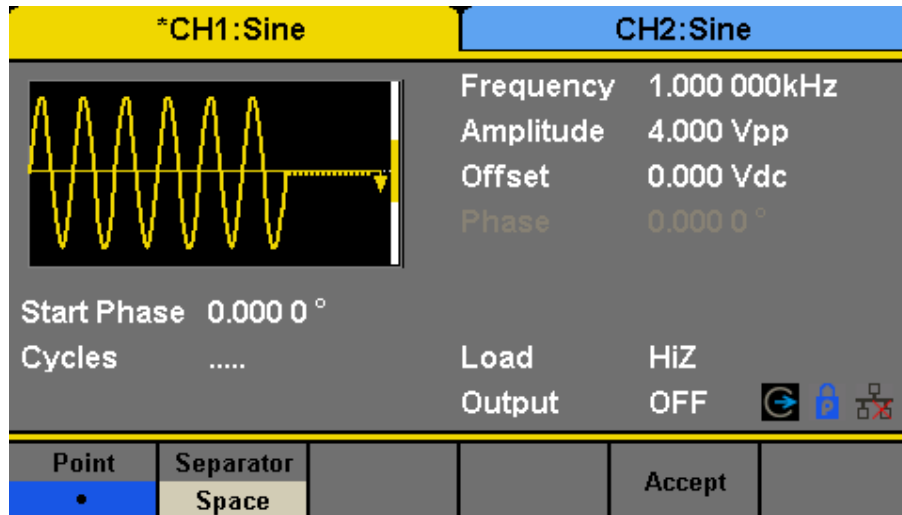 *CH1:Sine
CH2:Sine
Frequency 1.000 000kHz
Amplitude 4.000 Vpp
Offset 0.000 Vdc
Phase 0.000 0 °
Start Phase 0.000 0 °
Cycles .....
Load HiZ
Output OFF
P
Point
•
Separator
Space
Accept